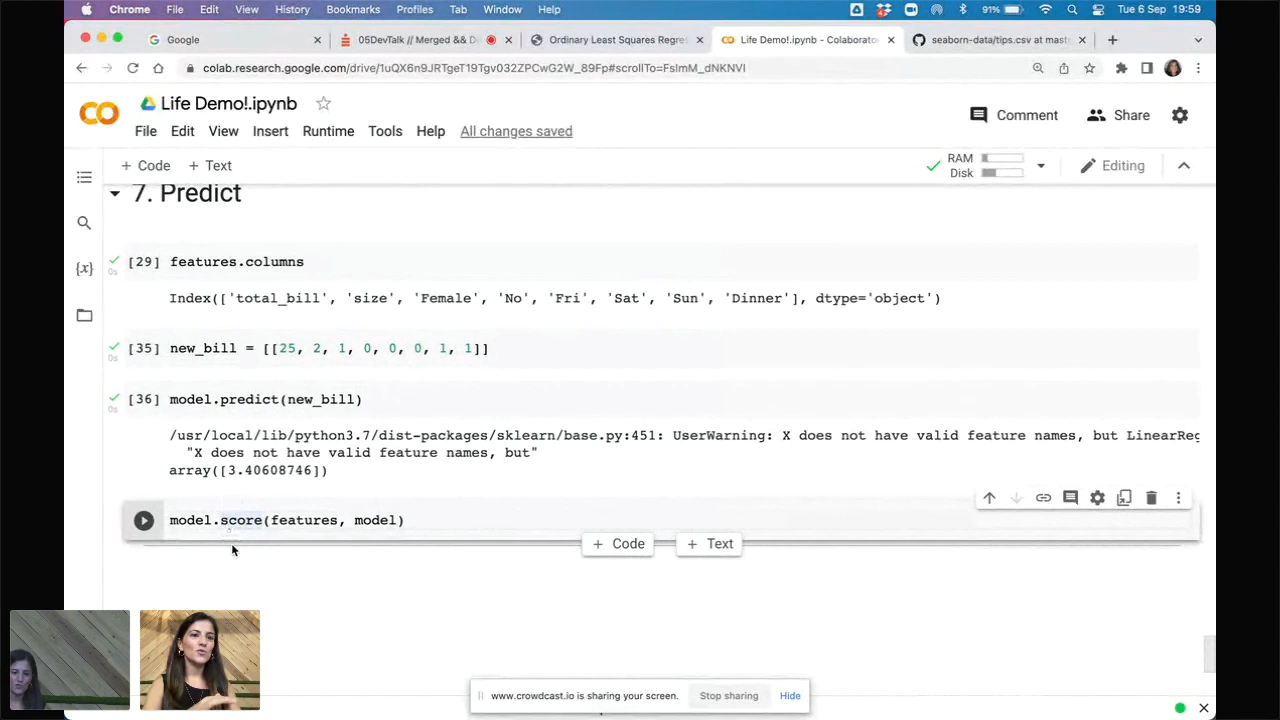 Chrome File Edit View History Bookmarks Profiles Tab Window Help 91% Tue 6 Sep 19:59
Google
05DevTalk // Merged && D
Ordinary Least Squares Regres
Life Demo!.ipynb - Colaborato
seaborn-data/tips.csv at mast
colab.research.google.com/drive/1uQX6n9JRTgeT19Tgv032ZPCwG2W_89Fp#scrollTo=FsImM_dNKNVI
Life Demo!.ipynb
Comment
Share
File Edit View Insert Runtime Tools Help All changes saved
+ Code + Text
RAM
Disk
Editing
7. Predict
[29] features.columns
0s
Index(['total_bill', 'size', 'Female', 'No', 'Fri', 'Sat', 'Sun', 'Dinner'], dtype='object')
{x}
[35] new_bill = [[25, 2, 1, 0, 0, 0, 1, 1]]
0s
[36] model.predict(new_bill)
0s
/usr/local/lib/python3.7/dist-packages/sklearn/base.py:451: UserWarning: X does not have valid feature names, but LinearReg
"X does not have valid feature names, but"
array([3.40608746])
model.score(features, model)
+ Code + Text
www.crowdcast.io is sharing your screen. Stop sharing Hide